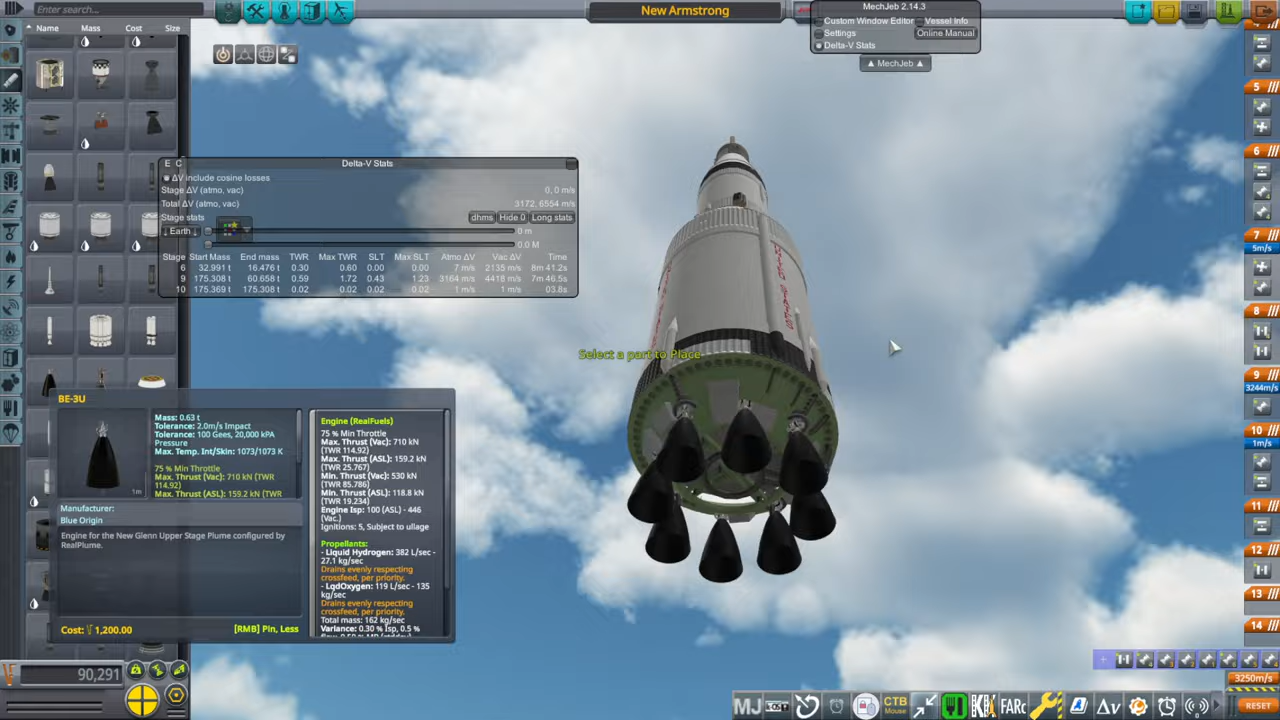 Enter search...
New Armstrong
MechJeb 2.14.3
Custom Window Editor Vessel Info
Settings Online Manual
Delta-V Stats
▲ MechJeb ▲
Name Mass Cost Size
E C Delta-V Stats
ΔV include cosine losses
Stage ΔV (atmo, vac) 0, 0 m/s
Total ΔV (atmo, vac) 3172, 6554 m/s
Stage stats dhms Hide 0 Long stats
↓ Earth ↓ 0 m
0.0 M
Stage Start Mass End mass TWR Max TWR SLT Max SLT Atmo ΔV Vac ΔV Time
6 32.991 t 16.476 t 0.30 0.60 0.00 0.00 7 m/s 2135 m/s 8m 41.2s
9 175.308 t 60.658 t 0.59 1.72 0.43 1.23 3164 m/s 4418 m/s 7m 46.5s
10 175.369 t 175.308 t 0.02 0.02 0.02 0.02 1 m/s 1 m/s 03.8s
Select a part to Place
BE-3U
Mass: 0.63 t
Tolerance: 2.0m/s Impact
Tolerance: 100 Gees, 20,000 kPa
Pressure
Max. Temp. Int/Skin: 1073/1073 K
75 % Min Throttle
Max. Thrust (Vac): 710 kN (TWR
114.92)
Max. Thrust (ASL): 159.2 kN (TWR
1m
Manufacturer:
Blue Origin
Engine for the New Glenn Upper Stage Plume configured by
RealPlume.
Cost: 1,200.00 [RMB] Pin, Less
Engine (RealFuels)
75 % Min Throttle
Max. Thrust (Vac): 710 kN
(TWR 114.92)
Max. Thrust (ASL): 159.2 kN
(TWR 25.767)
Min. Thrust (Vac): 530 kN
(TWR 85.786)
Min. Thrust (ASL): 118.8 kN
(TWR 19.234)
Engine Isp: 100 (ASL) - 446
(Vac.)
Ignitions: 5, Subject to ullage
Propellants:
- Liquid Hydrogen: 382 L/sec -
27.1 kg/sec
Drains evenly respecting
crossfeed, per priority.
- LqdOxygen: 119 L/sec - 135
kg/sec
Drains evenly respecting
crossfeed, per priority.
Total mass: 162 kg/sec
Variance: 0.30 % Isp, 0.5 %
90,291
5
6
7
5m/s
8
9
3244m/s
10
1m/s
11
12
13
14
3250m/s
MJ CTB Mouse FARc Δv
RESET